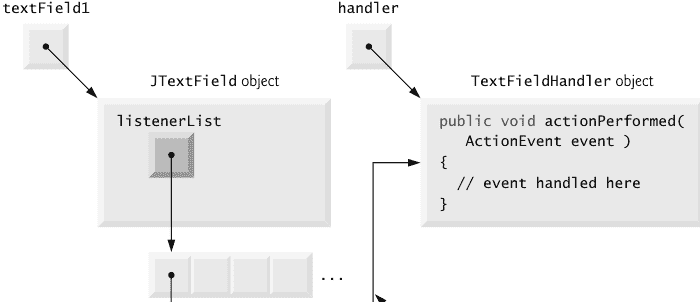 textField1
handler
JTextField object
TextFieldHandler object
listenerList
public void actionPerformed(
ActionEvent event )
{
// event handled here
}
...